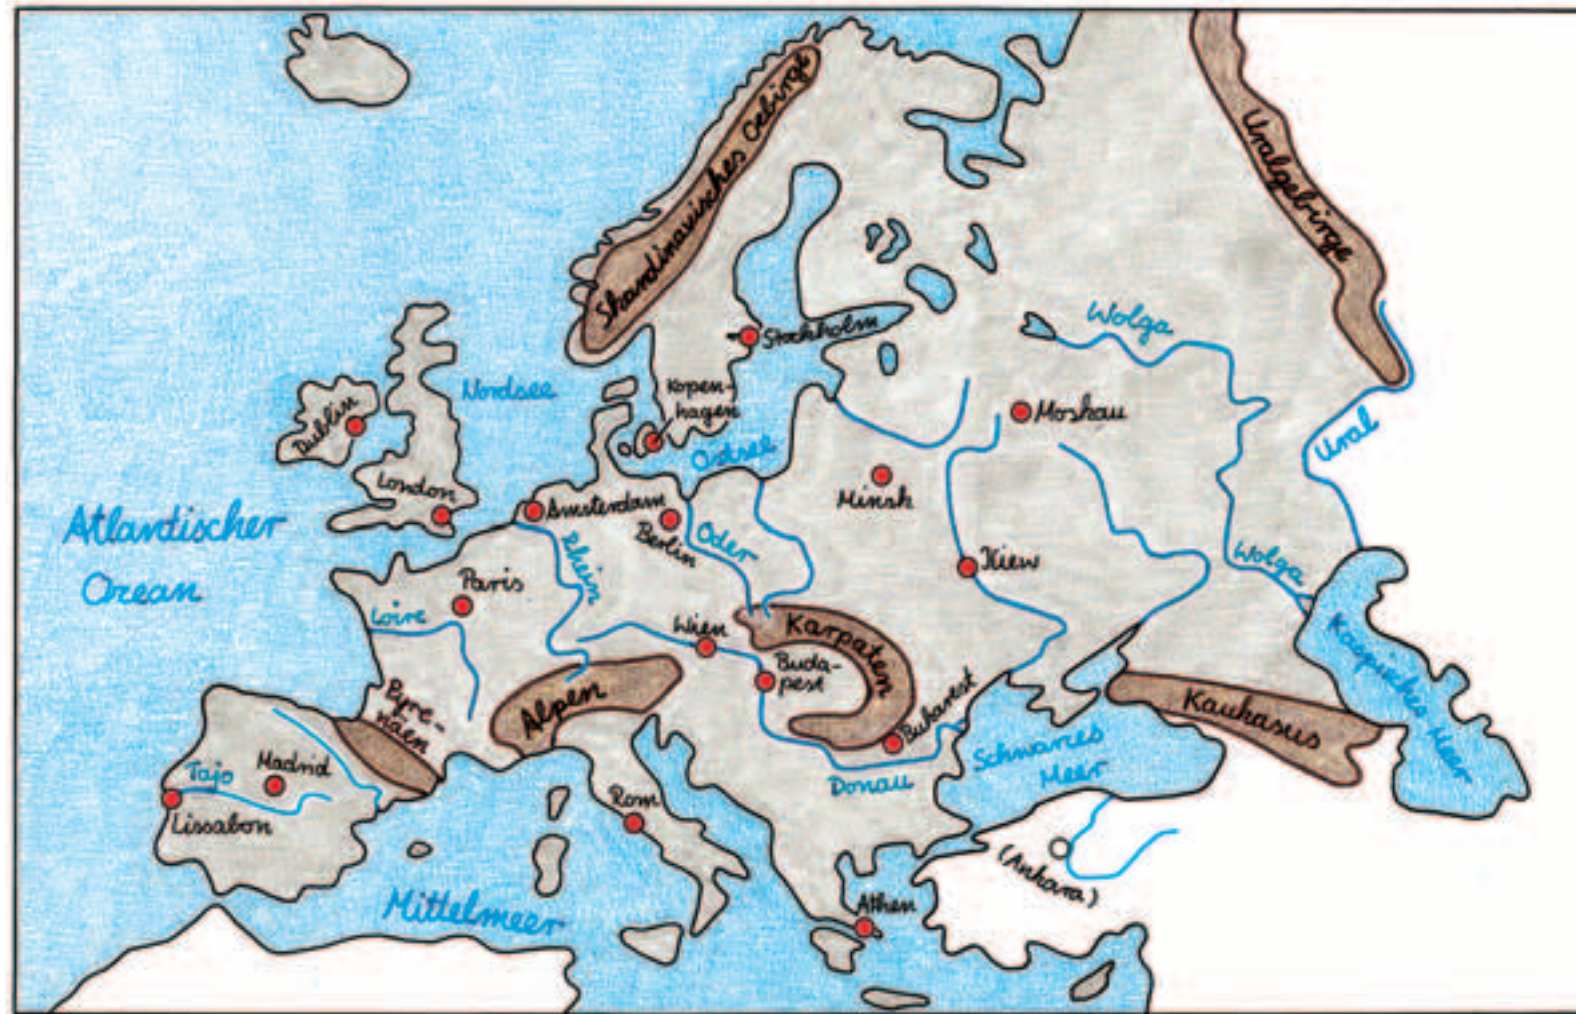 Skandinavisches Gebirge
Uralgebirge
Wolga
Stockholm
Nordsee
Kopen-
hagen
Moskau
Dublin
Ostsee
Ural
London
Minsk
Amsterdam
Berlin
Oder
Rhein
Atlantischer
Ozean
Kiew
Wolga
Paris
Loire
Wien
Karpaten
Kaspisches Meer
Buda-
pest
Pyre-
näen
Alpen
Kaukasus
Bukarest
Schwarzes
Meer
Tajo
Madrid
Donau
Lissabon
Rom
(Ankara)
Mittelmeer
Athen